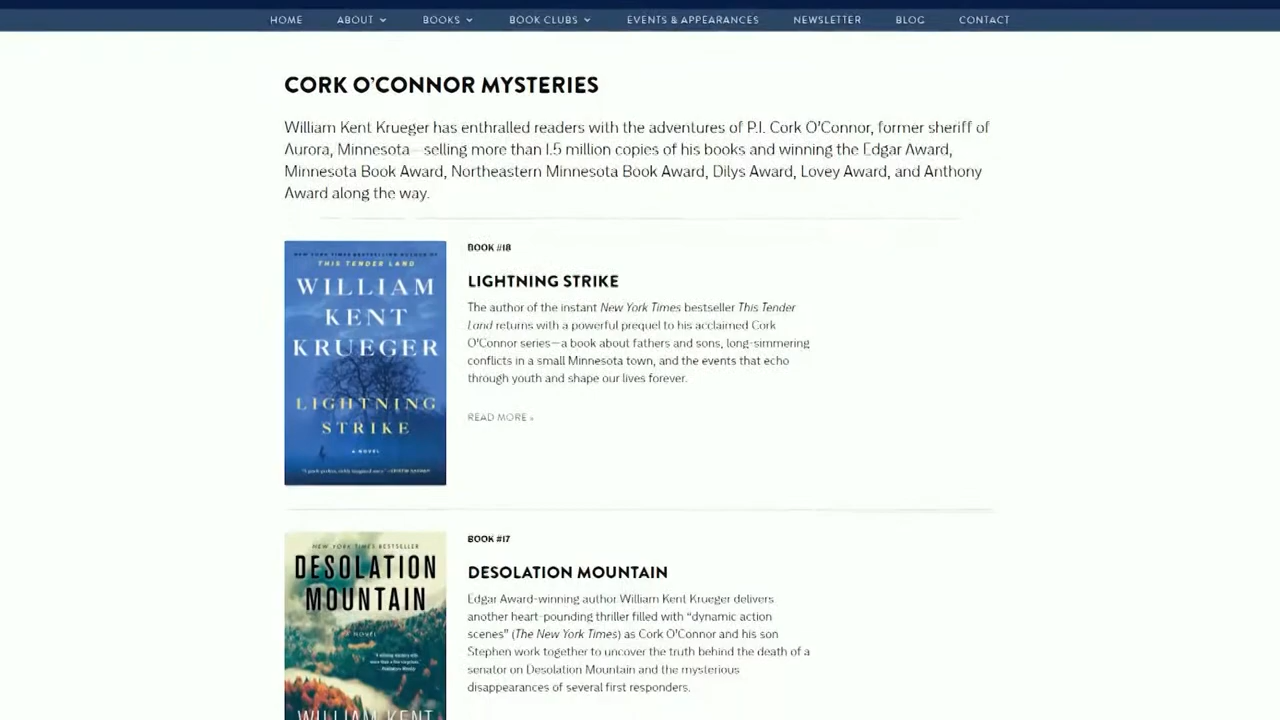 HOME ABOUT BOOKS BOOK CLUBS EVENTS & APPEARANCES NEWSLETTER BLOG CONTACT
CORK O'CONNOR MYSTERIES
William Kent Krueger has enthralled readers with the adventures of P.I. Cork O'Connor, former sheriff of
Aurora, Minnesota—selling more than 1.5 million copies of his books and winning the Edgar Award,
Minnesota Book Award, Northeastern Minnesota Book Award, Dilys Award, Lovey Award, and Anthony
Award along the way.
NEW YORK TIMES BESTSELLING AUTHOR OF
THIS TENDER LAND
WILLIAM
KENT
KRUEGER
LIGHTNING
STRIKE
A NOVEL
BOOK #18
LIGHTNING STRIKE
The author of the instant New York Times bestseller This Tender
Land returns with a powerful prequel to his acclaimed Cork
O'Connor series—a book about fathers and sons, long-simmering
conflicts in a small Minnesota town, and the events that echo
through youth and shape our lives forever.
READ MORE »
NEW YORK TIMES BESTSELLER
DESOLATION
MOUNTAIN
A NOVEL
WILLIAM KENT
BOOK #17
DESOLATION MOUNTAIN
Edgar Award-winning author William Kent Krueger delivers
another heart-pounding thriller filled with “dynamic action
scenes” (The New York Times) as Cork O'Connor and his son
Stephen work together to uncover the truth behind the death of a
senator on Desolation Mountain and the mysterious
disappearances of several first responders.